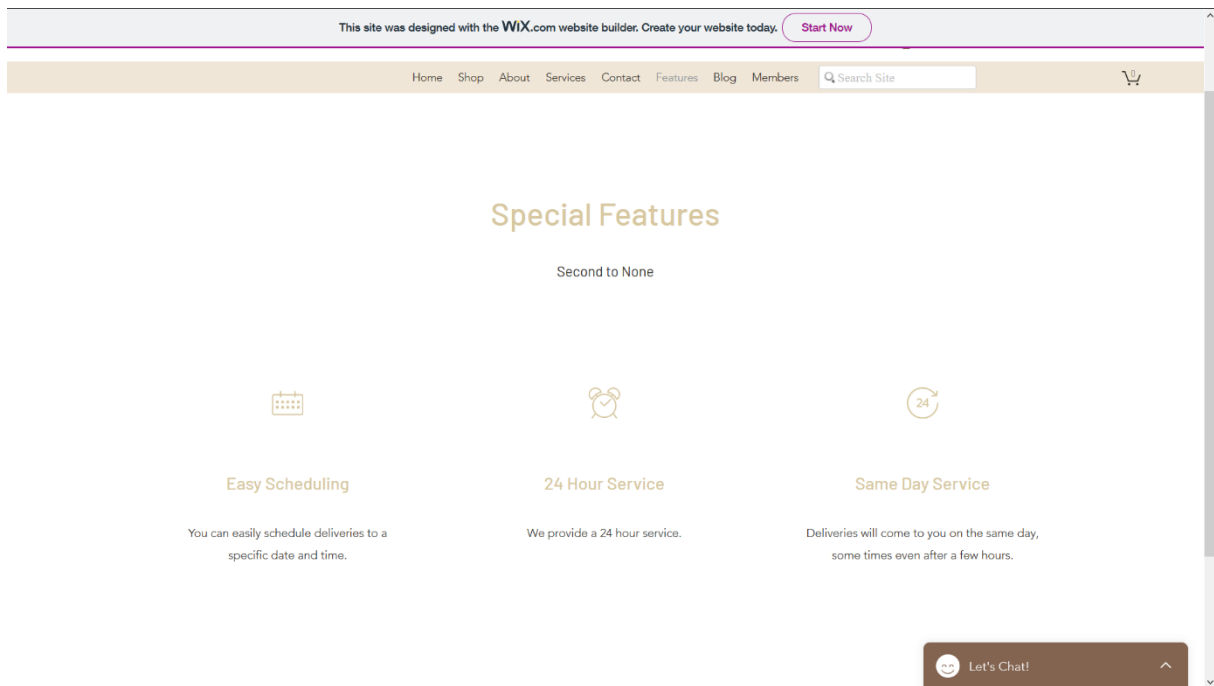 This site was designed with the WiX.com website builder. Create your website today. Start Now
Home Shop About Services Contact Features Blog Members Search Site 0
Special Features
Second to None
24
Easy Scheduling 24 Hour Service Same Day Service
You can easily schedule deliveries to a We provide a 24 hour service. Deliveries will come to you on the same day,
specific date and time. some times even after a few hours.
Let's Chat!